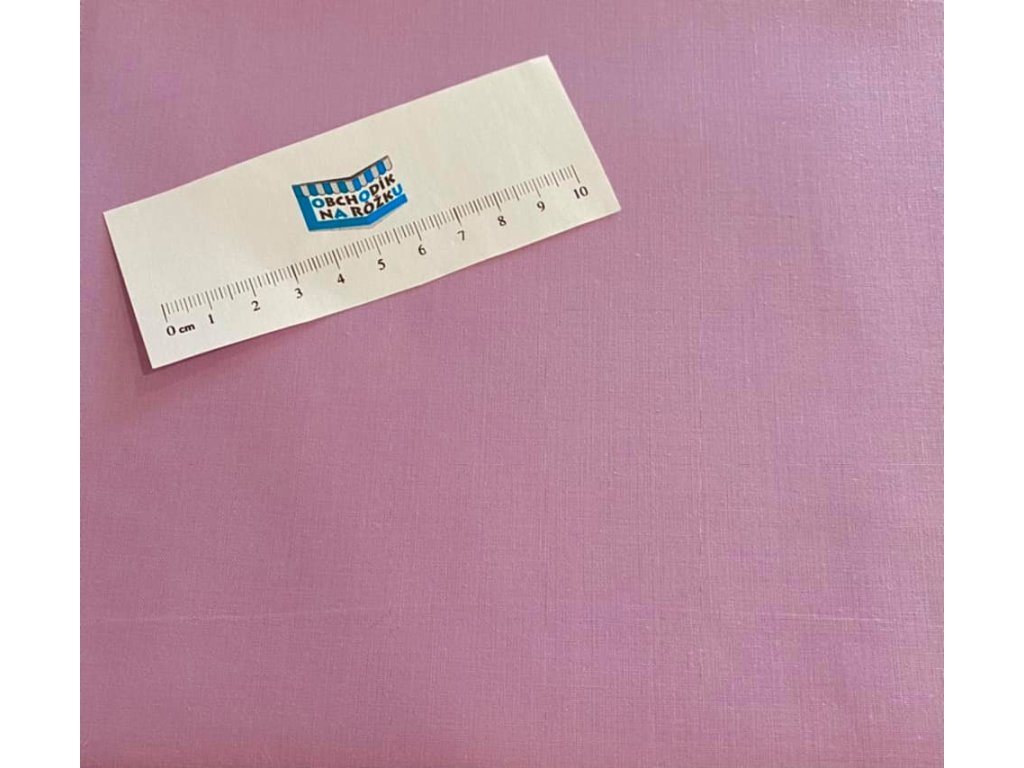 OBCHODÍK
NA ROŽKU
0 cm 1 2 3 4 5 6 7 8 9 10